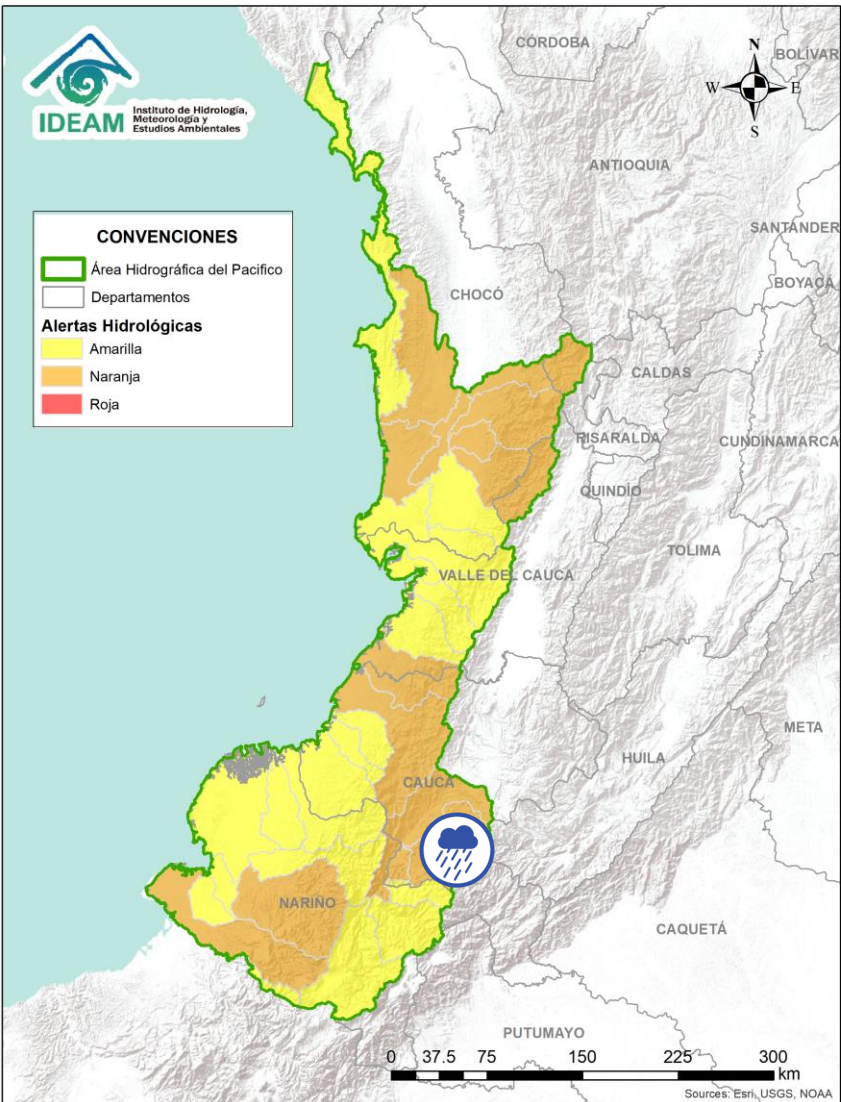 IDEAM
Instituto de Hidrología,
Meteorología y
Estudios Ambientales
CONVENCIONES
Área Hidrográfica del Pacifico
Departamentos
Alertas Hidrológicas
Amarilla
Naranja
Roja
N
W E
S
CÓRDOBA
BOLÍVAR
ANTIOQUIA
SANTANDER
BOYACÁ
CHOCÓ
CALDAS
RISARALDA
CUNDINAMARCA
QUINDÍO
TOLIMA
VALLE DEL CAUCA
META
HUILA
CAUCA
NARIÑO
CAQUETÁ
PUTUMAYO
0 37.5 75 150 225 300
km
Sources: Esri, USGS, NOAA